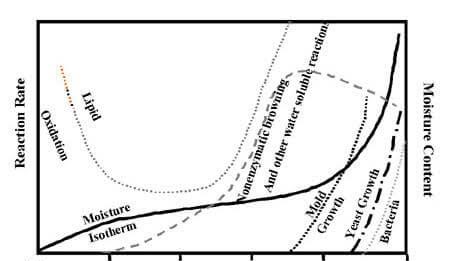 Reaction Rate
Lipid
Oxidation
Moisture
Isotherm
Nonenzymatic browning
And other water soluble reactions
Mold
Growth
Yeast Growth
Bacteria
Moisture Content